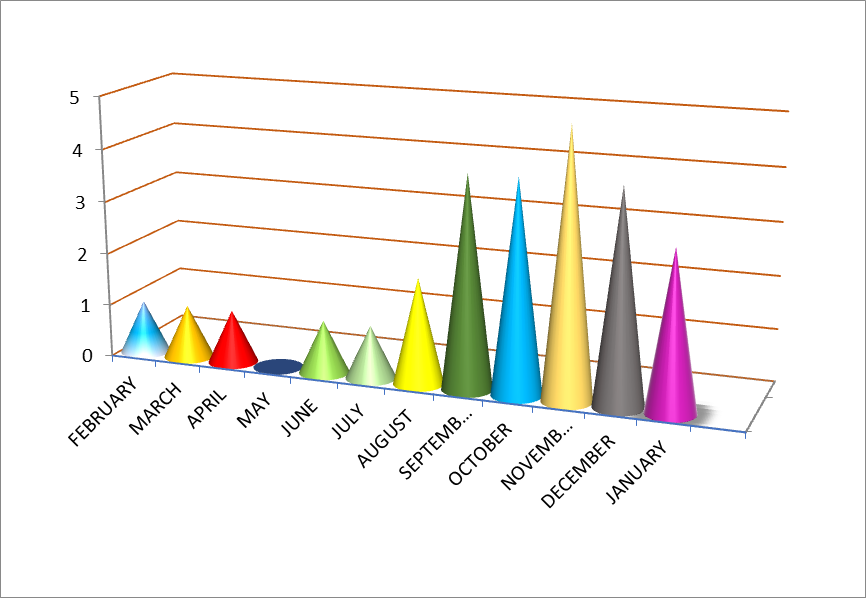 5
4
3
2
1
0
FEBRUARY
MARCH
APRIL
MAY
JUNE
JULY
AUGUST
SEPTEMB...
OCTOBER
NOVEMB...
DECEMBER
JANUARY